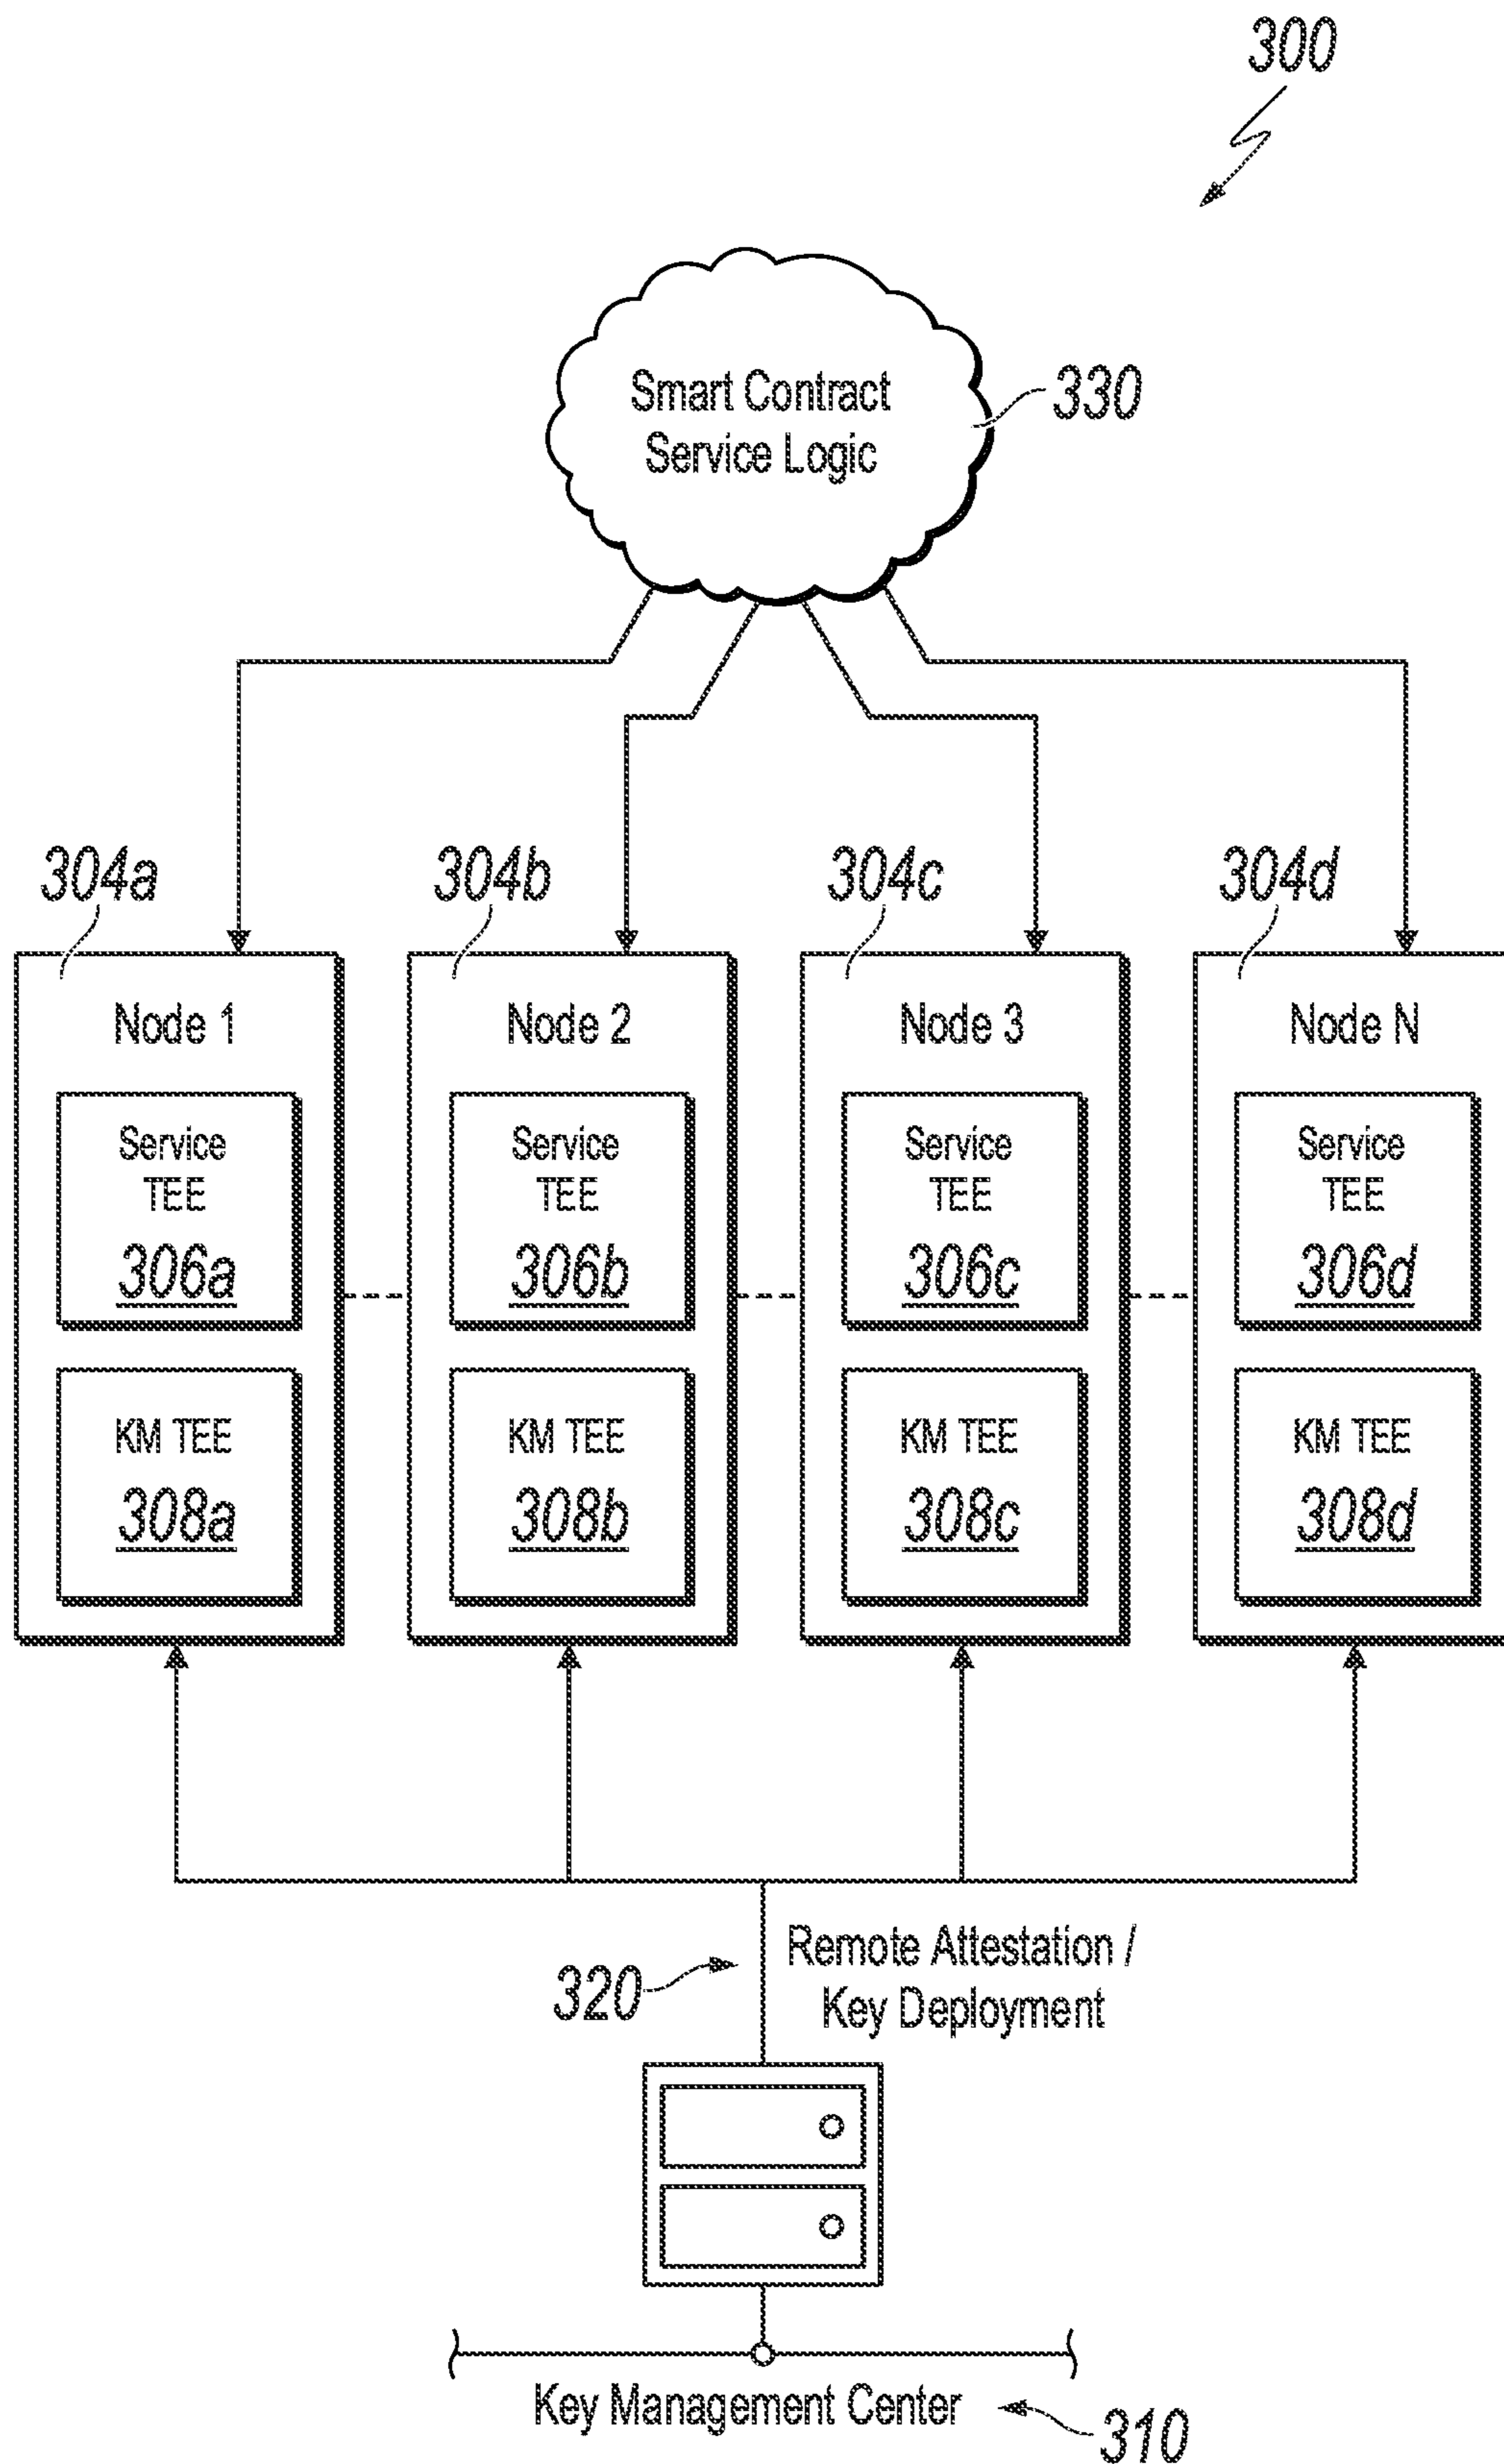 300
Smart Contract
Service Logic
330
304a
304b
304c
304d
Node 1
Service
TEE
306a
KM TEE
308a
Node 2
Service
TEE
306b
KM TEE
308b
Node 3
Service
TEE
306c
KM TEE
308c
Node N
Service
TEE
306d
KM TEE
308d
320
Remote Attestation /
Key Deployment
Key Management Center
310